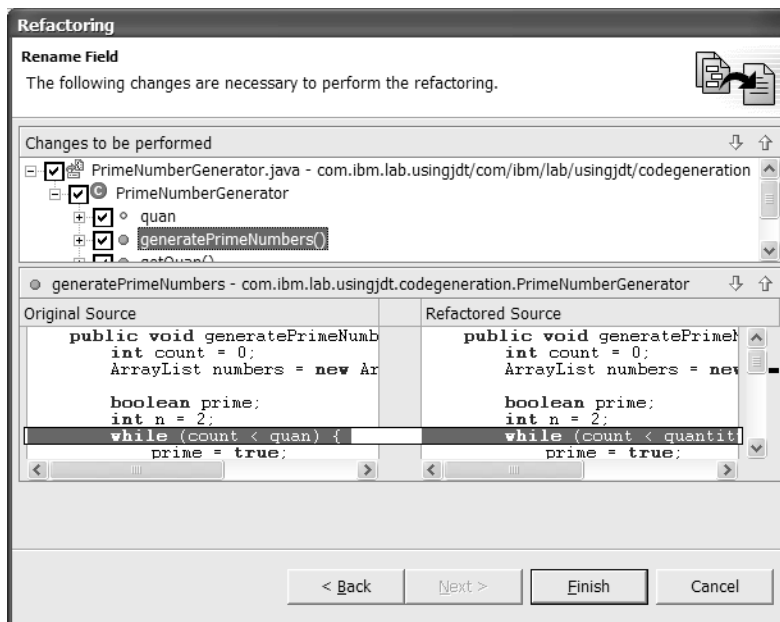 Refactoring
Rename Field
The following changes are necessary to perform the refactoring.
Changes to be performed
PrimeNumberGenerator.java - com.ibm.lab.usingjdt/com/ibm/lab/usingjdt/codegeneration
C PrimeNumberGenerator
quan
generatePrimeNumbers()
getQuan()
generatePrimeNumbers - com.ibm.lab.usingjdt.codegeneration.PrimeNumberGenerator
Original Source
public void generatePrimeNumb
int count = 0;
ArrayList numbers = new Ar
boolean prime;
int n = 2;
while (count < quan) {
prime = true;
Refactored Source
public void generatePrimeN
int count = 0;
ArrayList numbers = new
boolean prime;
int n = 2;
while (count < quantit
prime = true;
< Back
Next >
Finish
Cancel